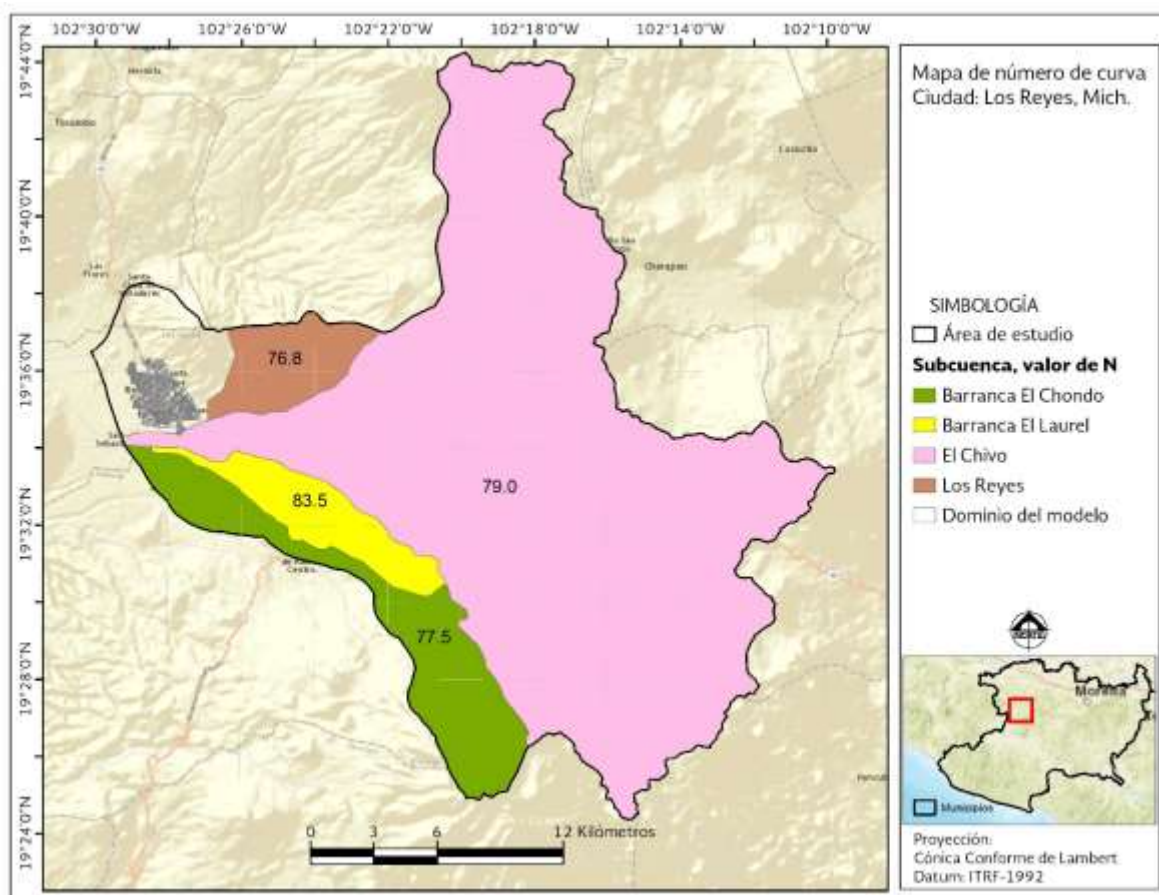 102°30'0"W
102°26'0"W
102°22'0"W
102°18'0"W
102°14'0"W
102°10'0"W
19°44'0"N
19°40'0"N
19°36'0"N
19°32'0"N
19°28'0"N
19°24'0"N
76.8
79.0
83.5
77.5
Charapan
0 3 6 12 Kilómetros
Mapa de número de curva
Ciudad: Los Reyes, Mich.
SIMBOLOGÍA
Área de estudio
Subcuenca, valor de N
Barranca El Chondo
Barranca El Laurel
El Chivo
Los Reyes
Dominio del modelo
NORTE
Morelia
Municipios
Proyección:
Cónica Conforme de Lambert
Datum: ITRF-1992